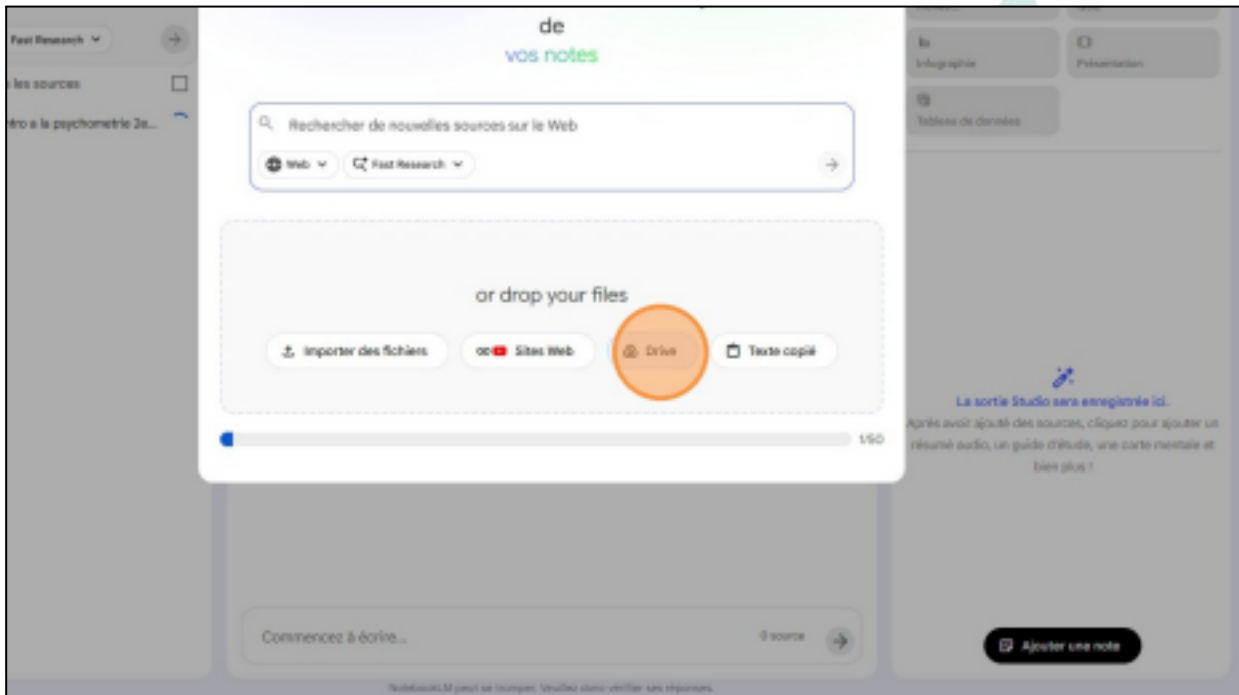 de
vos notes
Fast Research
les sources
ntro a la psychometrie 2e...
Rechercher de nouvelles sources sur le Web
Web
Fast Research
or drop your files
Importer des fichiers
Sites Web
Drive
Texte copié
1/50
Commencez à écrire...
0 source
NotebookLM peut se tromper. Veuillez donc vérifier ses réponses.
Infographie
Présentation
Tableau de données
La sortie Studio sera enregistrée ici.
Après avoir ajouté des sources, cliquez pour ajouter un
résumé audio, un guide d'étude, une carte mentale et
bien plus !
Ajouter une note